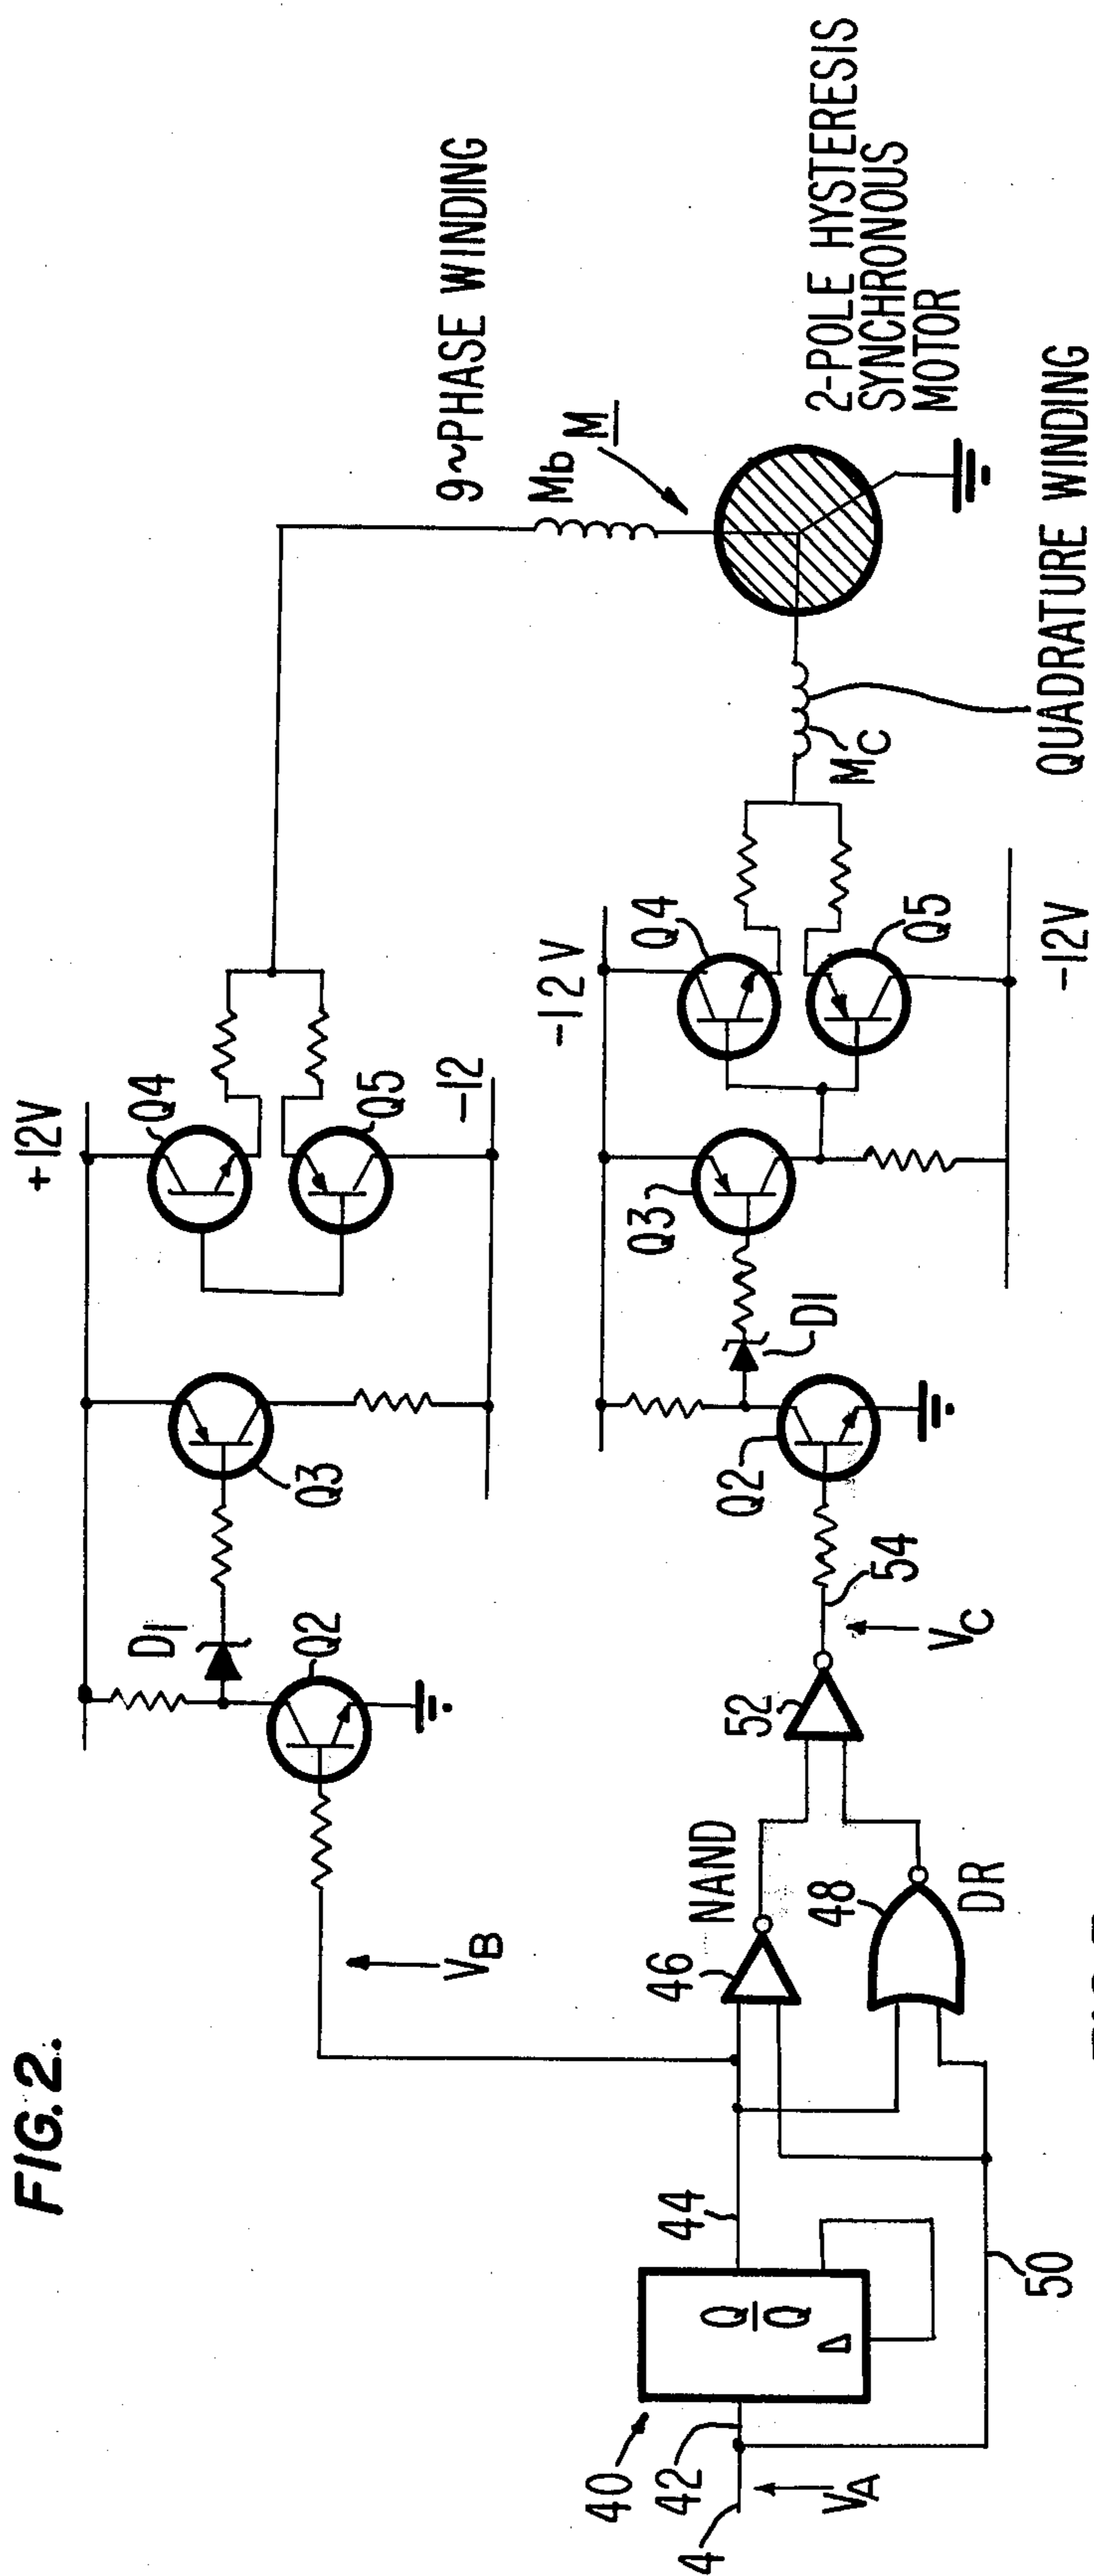 FIG. 2.
+12V
Q4
Q5
-12
Q3
D1
Q2
VB
9~PHASE WINDING
Mb
M
2-POLE HYSTERESIS
SYNCHRONOUS
MOTOR
QUADRATURE WINDING
MC
-12V
Q4
Q5
-12V
Q3
D1
Q2
54
VC
52
NAND
46
48
DR
44
Q
Q
D
40
42
4
VA
50